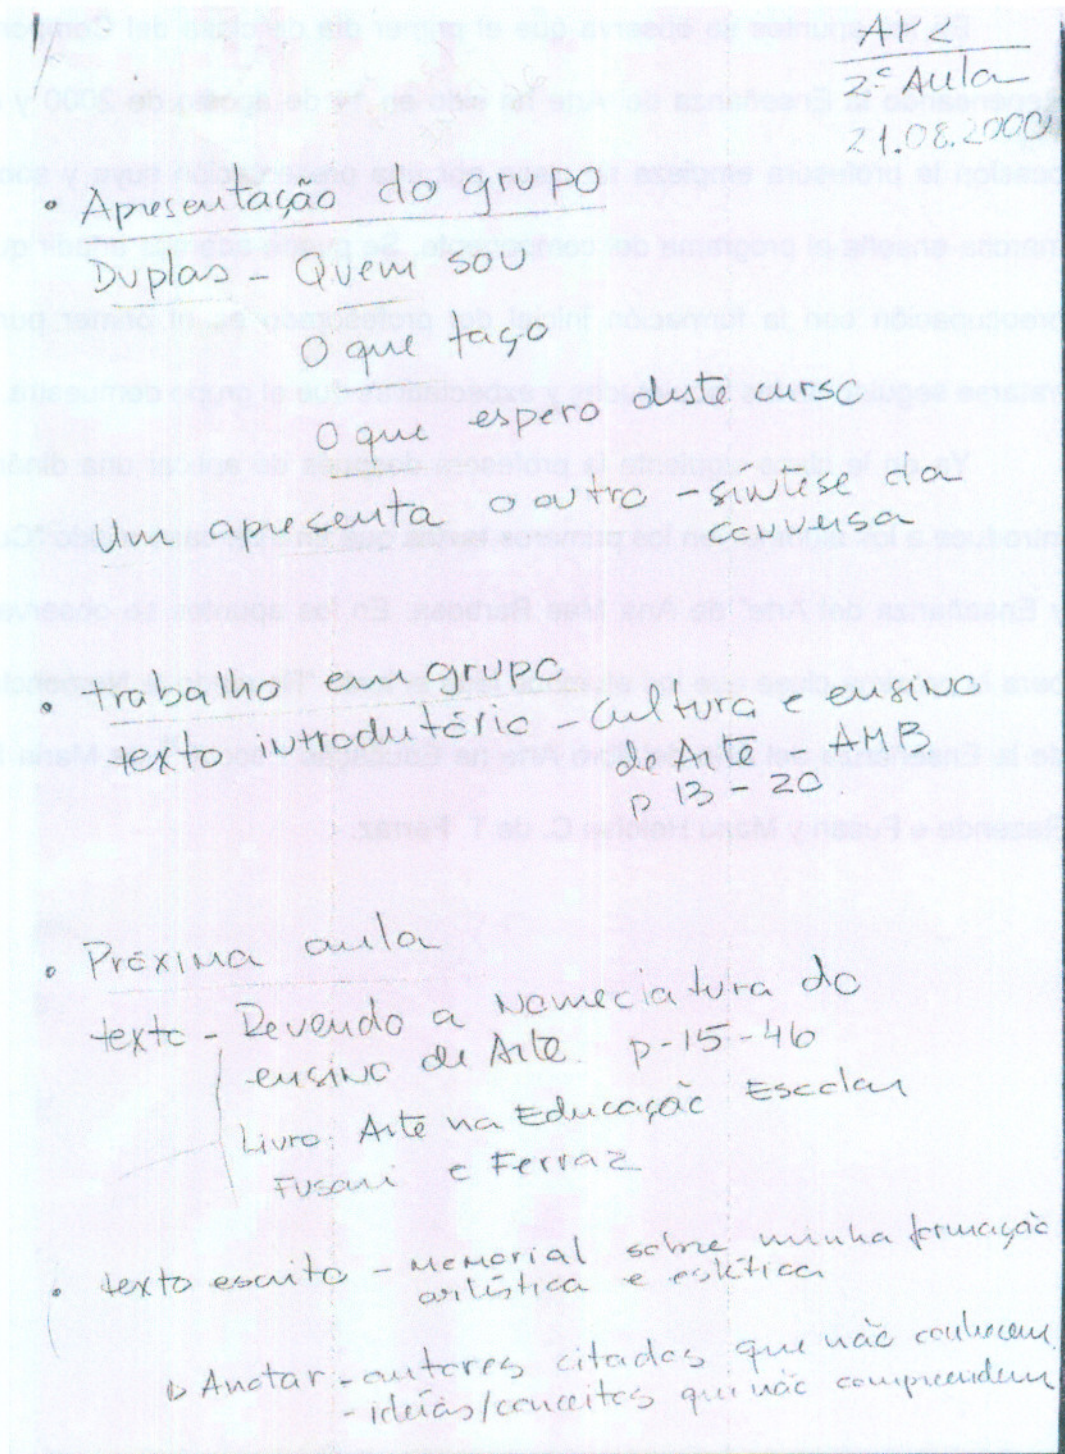 2ª Aula
21.08.2000
• Apresentação do grupo
Duplas - Quem sou
O que faço
O que espero deste curso
Um apresenta o outro - síntese da
conversa
• Trabalho em grupo
texto introdutório - Cultura e ensino
de Arte AMB
p 13 - 20
• Próxima aula
texto - Revendo a Nomeclatura do
ensino de Arte p-15-46
Livro: Arte na Educação Escolar
Fusari e Ferraz
• texto escrito - memorial sobre minha formação
artística e estética
Anotar - autores citados que não conhecem
- idéias/conceitos que não compreendem